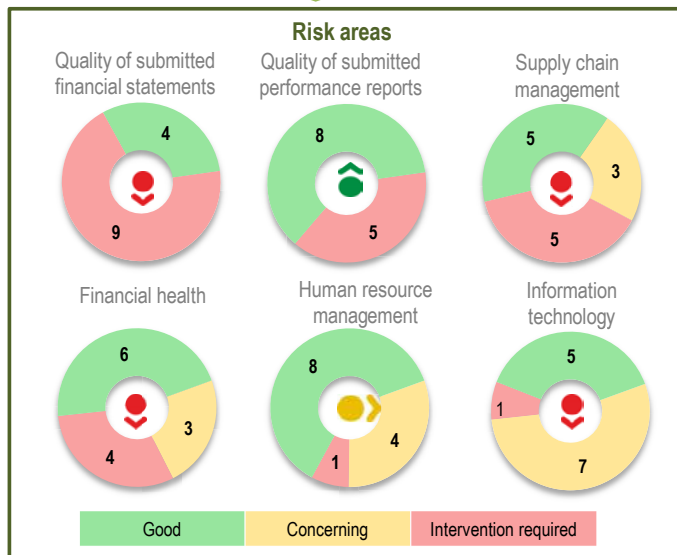 Risk areas
Quality of submitted
financial statements
Quality of submitted
performance reports
Supply chain
management
4
9
8
5
5
3
5
Financial health
Human resource
management
Information
technology
6
3
4
8
4
1
5
1
7
Good
Concerning
Intervention required